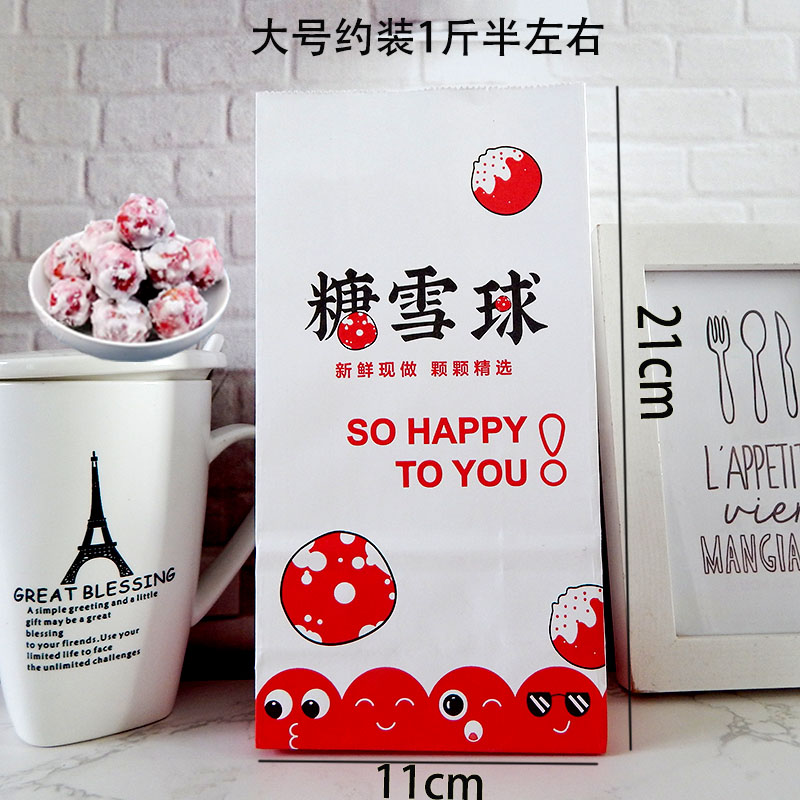 大号约装1斤半左右
糖雪球
新鲜现做 颗颗精选
SO HAPPY!
TO YOU
21cm
11cm
GREAT BLESSING
A simple greeting and a little
gift may be a great
blessing
to your firends.Use your
limited life to face
the unlimited challenges
L'APPETIT
vien
MANGIA